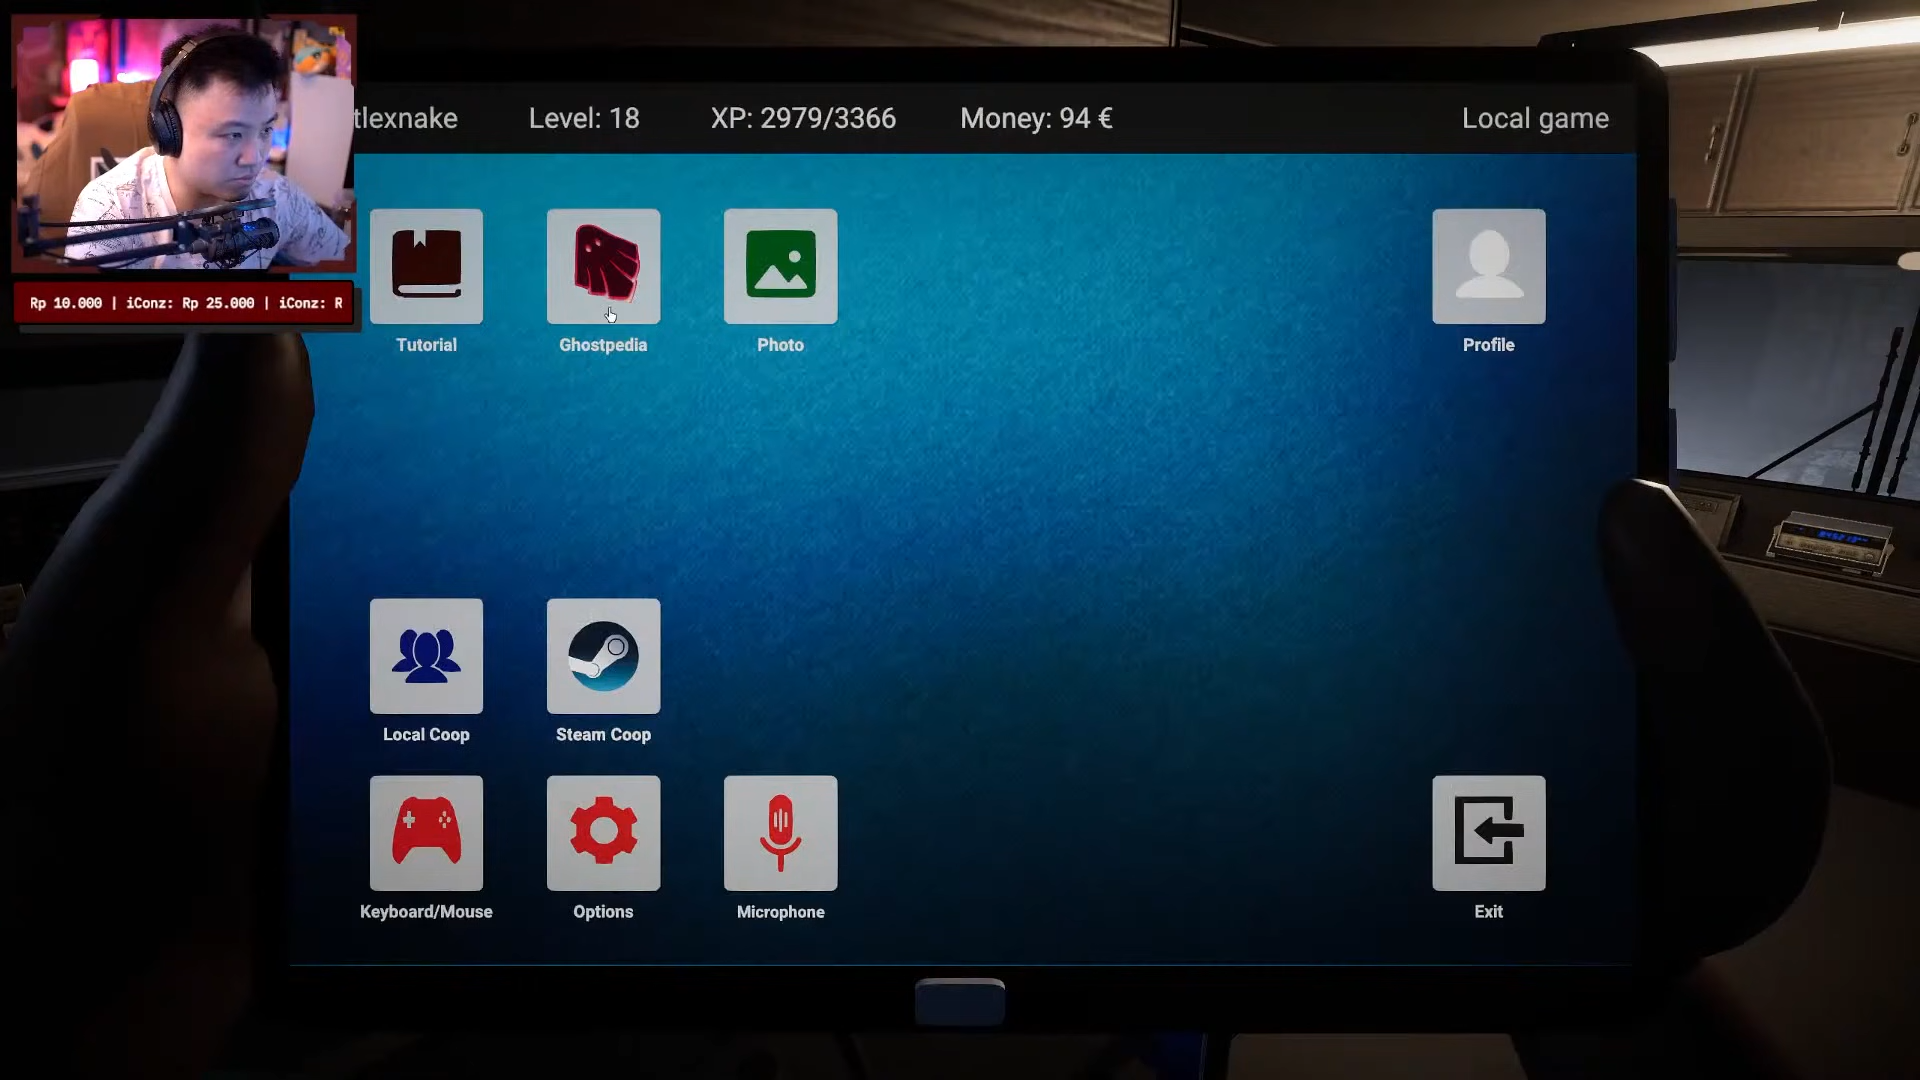 tlexnake Level: 18 XP: 2979/3366 Money: 94 € Local game
Tutorial Ghostpedia Photo Profile
Rp 10.000 | iConz: Rp 25.000 | iConz: R
Local Coop Steam Coop
Keyboard/Mouse Options Microphone Exit